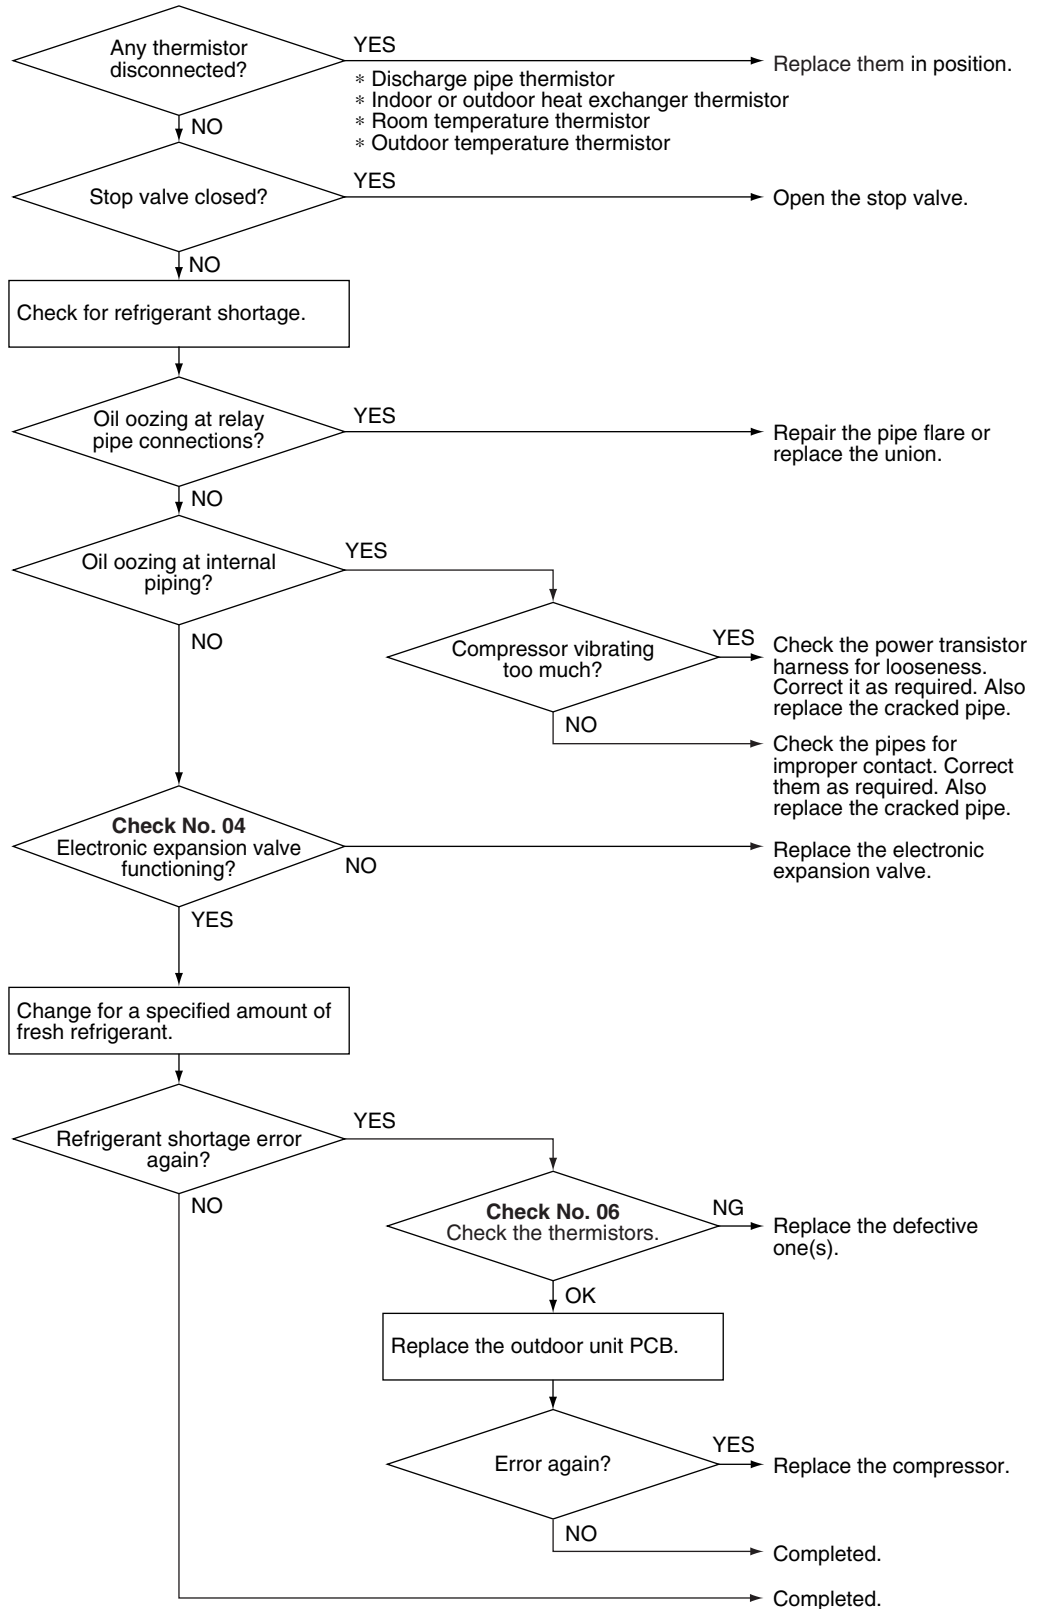 Any thermistor
disconnected?
YES
Replace them in position.
∗ Discharge pipe thermistor
∗ Indoor or outdoor heat exchanger thermistor
∗ Room temperature thermistor
∗ Outdoor temperature thermistor
NO
Stop valve closed?
YES
Open the stop valve.
NO
Check for refrigerant shortage.
Oil oozing at relay
pipe connections?
YES
Repair the pipe flare or
replace the union.
NO
Oil oozing at internal
piping?
YES
NO
Compressor vibrating
too much?
YES
Check the power transistor
harness for looseness.
Correct it as required. Also
replace the cracked pipe.
NO
Check the pipes for
improper contact. Correct
them as required. Also
replace the cracked pipe.
Check No. 04
Electronic expansion valve
functioning?
NO
Replace the electronic
expansion valve.
YES
Change for a specified amount of
fresh refrigerant.
Refrigerant shortage error
again?
YES
NO
Check No. 06
Check the thermistors.
NG
Replace the defective
one(s).
OK
Replace the outdoor unit PCB.
Error again?
YES
Replace the compressor.
NO
Completed.
Completed.